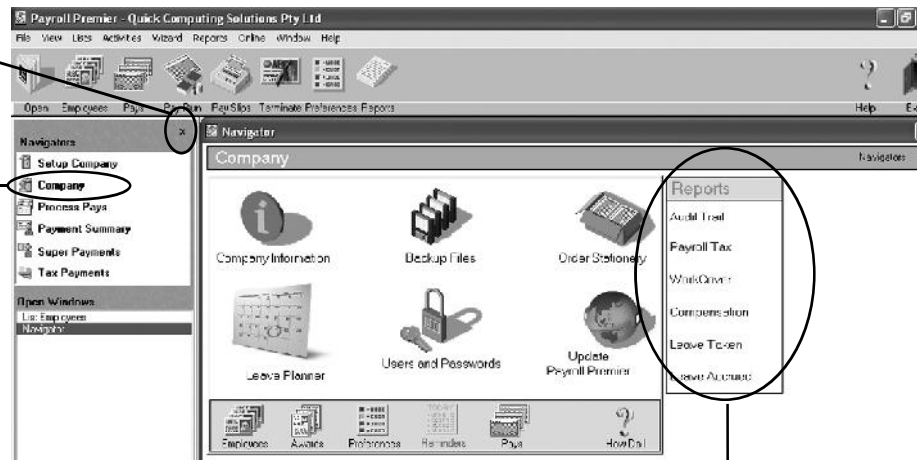 Payroll Premier - Quick Computing Solutions Pty Ltd
File View Lists Activities Wizard Reports Online Window Help
Open Employees Pays Pay Run Pay Slips Terminate Preferences Reports Help
Navigators
Setup Company
Company
Process Pays
Payment Summary
Super Payments
Tax Payments
Open Windows
List Employees
Navigator
Navigator
Company Navigators
Company Information
Backup Files
Order Stationery
Leave Planner
Users and Passwords
Update
Payroll Premier
Employees Awards Preferences Reminders Pays How Do I
Reports
Audit Trail
Payroll Tax
WorkCover
Compensation
Leave Taken
Leave Accrued